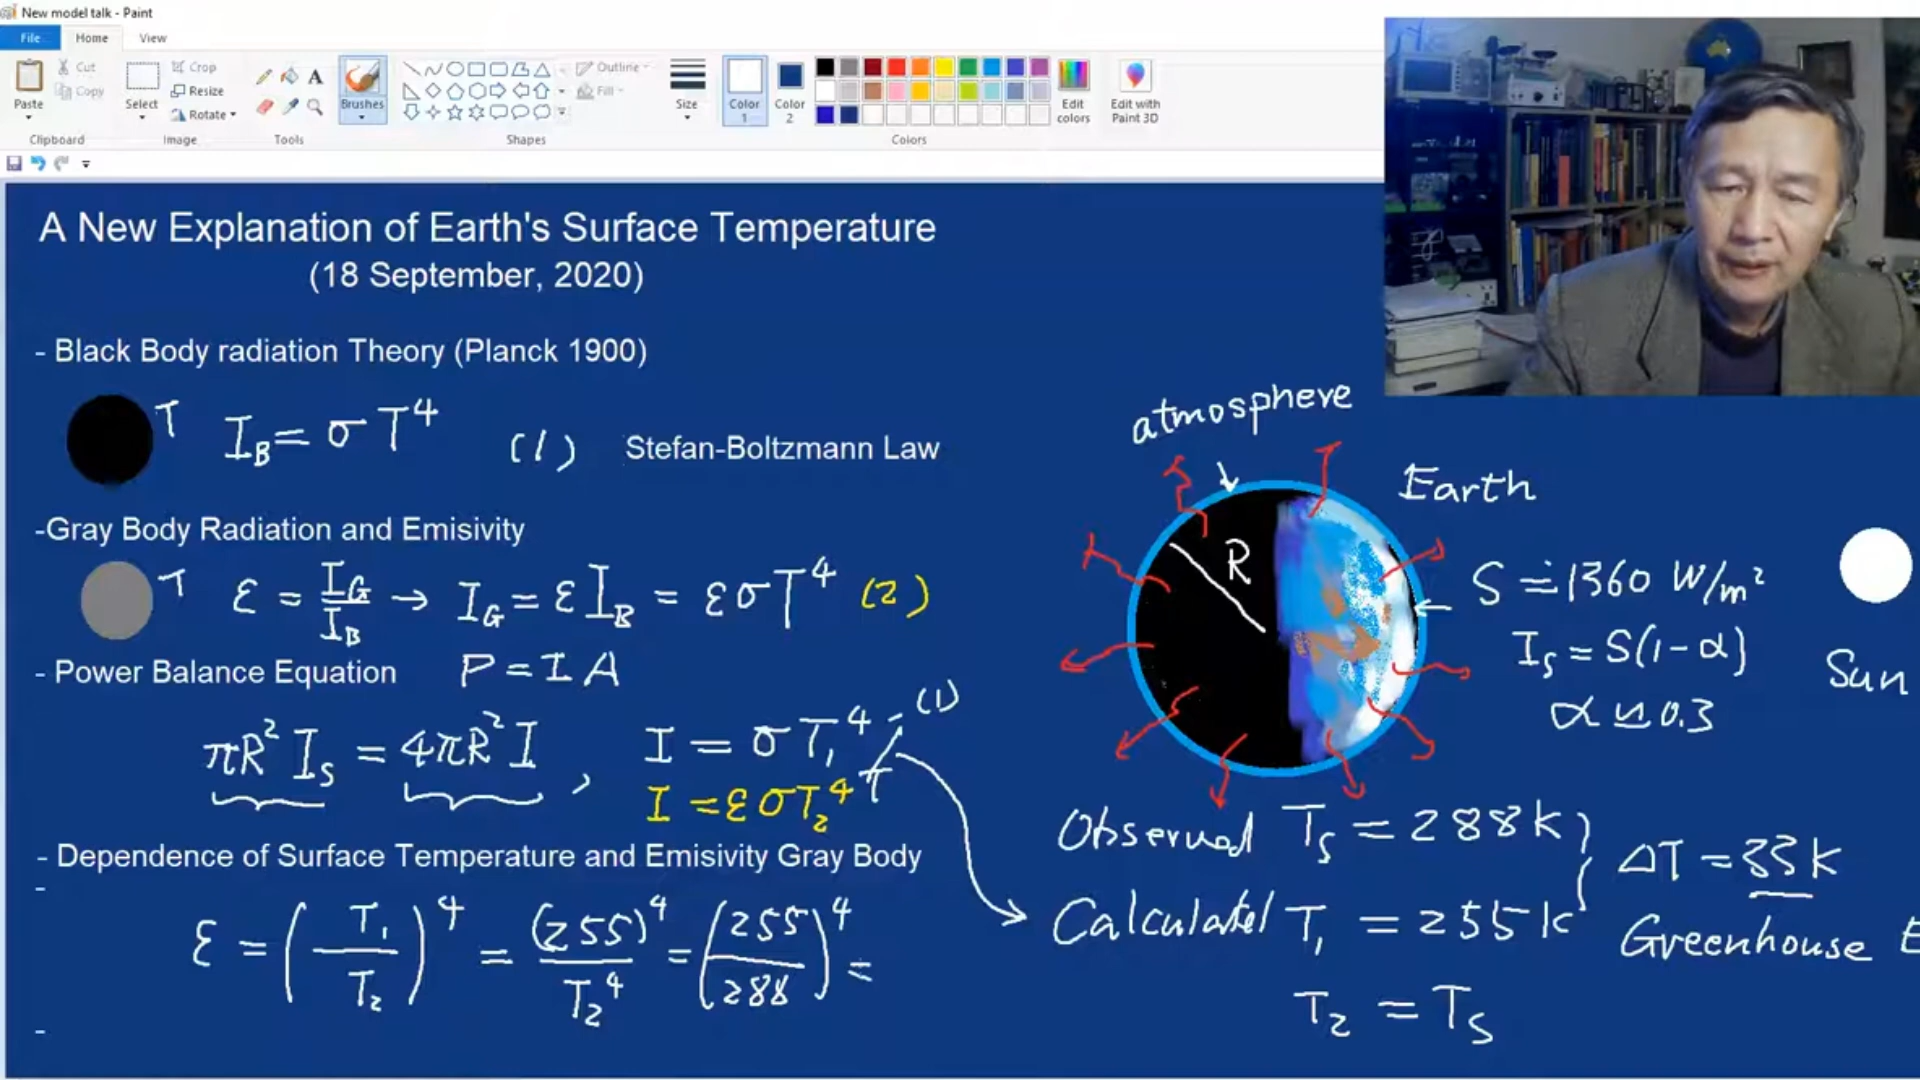 New model talk - Paint
File Home View
Paste Cut Copy Clipboard
Select Crop Resize Rotate Image
Tools
Brushes
Shapes
Outline
Fill
Size
Color 1 Color 2
Colors
Edit colors
Edit with Paint 3D
A New Explanation of Earth's Surface Temperature
(18 September, 2020)
- Black Body radiation Theory (Planck 1900)
T I_B = σ T^4 (1) Stefan-Boltzmann Law
-Gray Body Radiation and Emisivity
T ε = I_G/I_B → I_G = ε I_B = εσT^4 (2)
- Power Balance Equation P = I A
πR² I_S = 4πR² I , I = σ T_1^4 (1)
I = εσT_2^4
- Dependence of Surface Temperature and Emisivity Gray Body
-
ε = (T_1/T_2)^4 = (255)^4/T_2^4 = (255/288)^4 =
-
atmosphere
Earth
R
S ≐ 1360 W/m²
I_S = S(1-α)
α ≃ 0.3
Sun
Observed T_S = 288K
ΔT = 33K
Calculated T_1 = 255K
Greenhouse E
T_2 = T_S